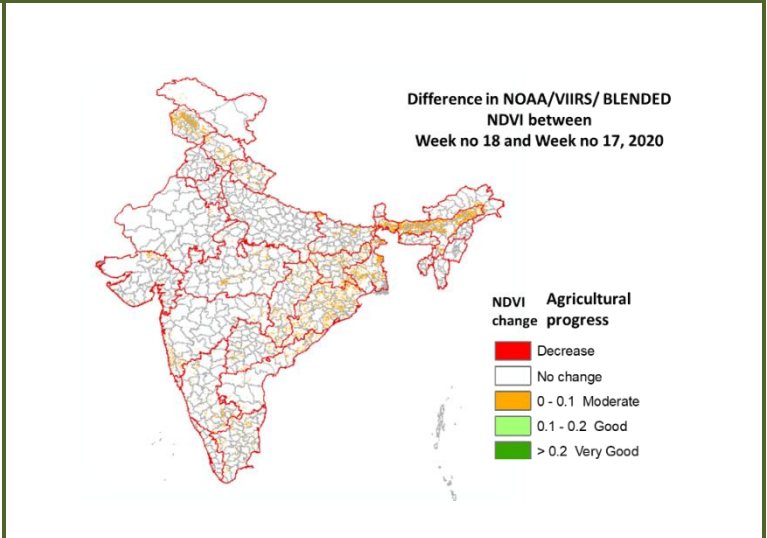 Difference in NOAA/VIIRS/ BLENDED
NDVI between
Week no 18 and Week no 17, 2020
NDVI change
Agricultural progress
Decrease
No change
0 - 0.1 Moderate
0.1 - 0.2 Good
> 0.2 Very Good